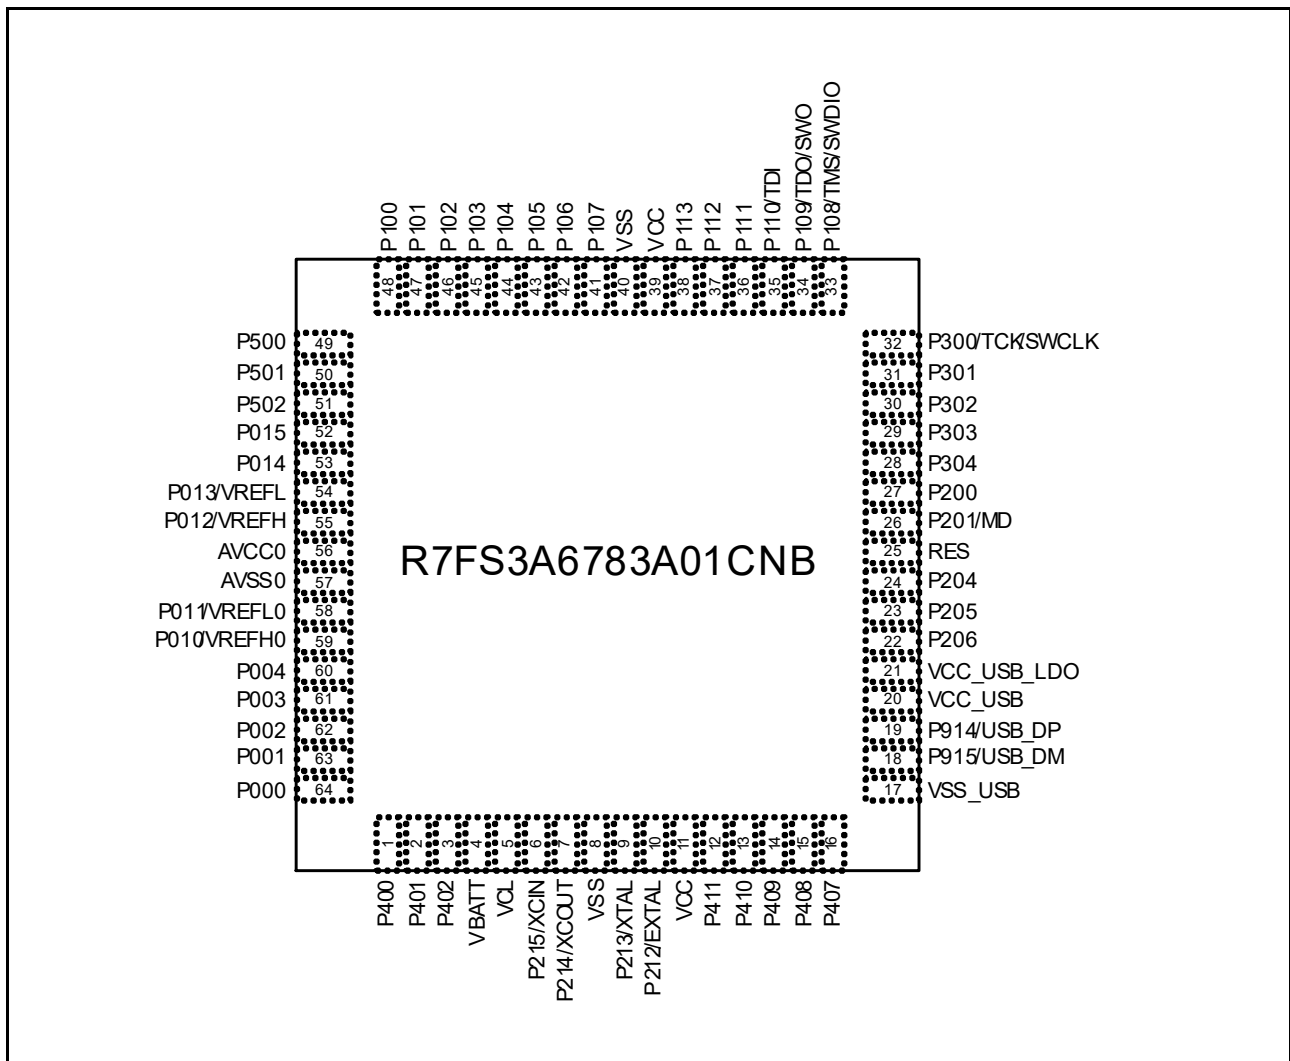 P100
P101
P102
P103
P104
P105
P106
P107
VSS
VCC
P113
P112
P111
P110/TDI
P109/TDO/SWO
P108/TMS/SWDIO
48
47
46
45
44
43
42
41
40
39
38
37
36
35
34
33
P500 49
P501 50
P502 51
P015 52
P014 53
P013/VREFL 54
P012/VREFH 55
AVCC0 56
AVSS0 57
P011/VREFL0 58
P010/VREFH0 59
P004 60
P003 61
P002 62
P001 63
P000 64
R7FS3A6783A01CNB
32 P300/TCK/SWCLK
31 P301
30 P302
29 P303
28 P304
27 P200
26 P201/MD
25 RES
24 P204
23 P205
22 P206
21 VCC_USB_LDO
20 VCC_USB
19 P914/USB_DP
18 P915/USB_DM
17 VSS_USB
1
2
3
4
5
6
7
8
9
10
11
12
13
14
15
16
P400
P401
P402
VBATT
VCL
P215/XCIN
P214/XCOUT
VSS
P213/XTAL
P212/EXTAL
VCC
P411
P410
P409
P408
P407